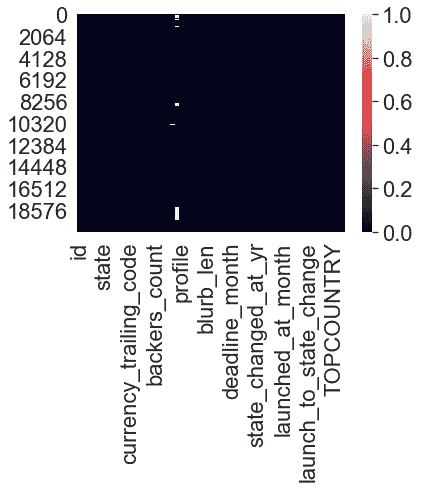 0
2064
4128
6192
8256
10320
12384
14448
16512
18576
1.0
0.8
0.6
0.4
0.2
0.0
id
state
currency_trailing_code
backers_count
profile
blurb_len
deadline_month
state_changed_at_yr
launched_at_month
launch_to_state_change
TOPCOUNTRY